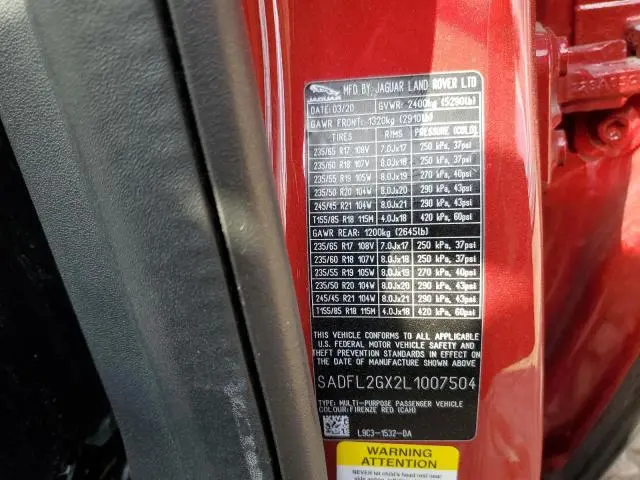 JAGUAR
MFD BY JAGUAR LAND ROVER LTD
DATE: 03/20 GVWR: 2400kg (5290lb)
GAWR FRONT: 1320kg (2910lb)
TIRES RIMS PRESSURE (COLD)
235/65 R17 108V 7.0Jx17 250 kPa, 37psi
235/60 R18 107V 8.0Jx18 250 kPa, 37psi
235/55 R19 105W 8.0Jx19 270 kPa, 40psi
235/50 R20 104W 8.0Jx20 290 kPa, 43psi
245/45 R21 104W 8.0Jx21 290 kPa, 43psi
T155/85 R18 115M 4.0Jx18 420 kPa, 60psi
GAWR REAR: 1200kg (2645lb)
235/65 R17 108V 7.0Jx17 250 kPa, 37psi
235/60 R18 107V 8.0Jx18 250 kPa, 37psi
235/55 R19 105W 8.0Jx19 270 kPa, 40psi
235/50 R20 104W 8.0Jx20 290 kPa, 43psi
245/45 R21 104W 8.0Jx21 290 kPa, 43psi
T155/85 R18 115M 4.0Jx18 420 kPa, 60psi
THIS VEHICLE CONFORMS TO ALL APPLICABLE
U.S. FEDERAL MOTOR VEHICLE SAFETY AND
THEFT PREVENTION STANDARDS IN EFFECT ON
THE DATE OF MANUFACTURE SHOWN ABOVE.
SADFL2GX2L1007504
TYPE: MULTI-PURPOSE PASSENGER VEHICLE
COLOUR:FIRENZE RED (CAH)
L9C3-1532-DA
WARNING
ATTENTION
NEVER let child's head rest near